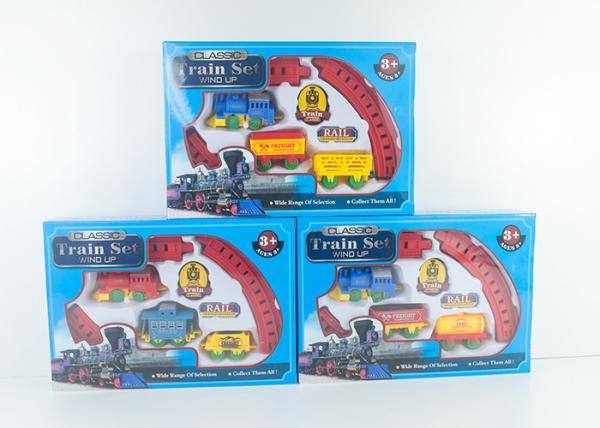 CLASSIC
Train Set
WIND UP
3+
AGES 3+
Train
RAIL
FREIGHT
• Wide Range Of Selection • Collect Them All !
CLASSIC
Train Set
WIND UP
3+
AGES 3+
Train
RAIL
• Wide Range Of Selection • Collect Them All !
CLASSIC
Train Set
WIND UP
3+
AGES 3+
Train
RAIL
FREIGHT
• Wide Range Of Selection • Collect Them All !